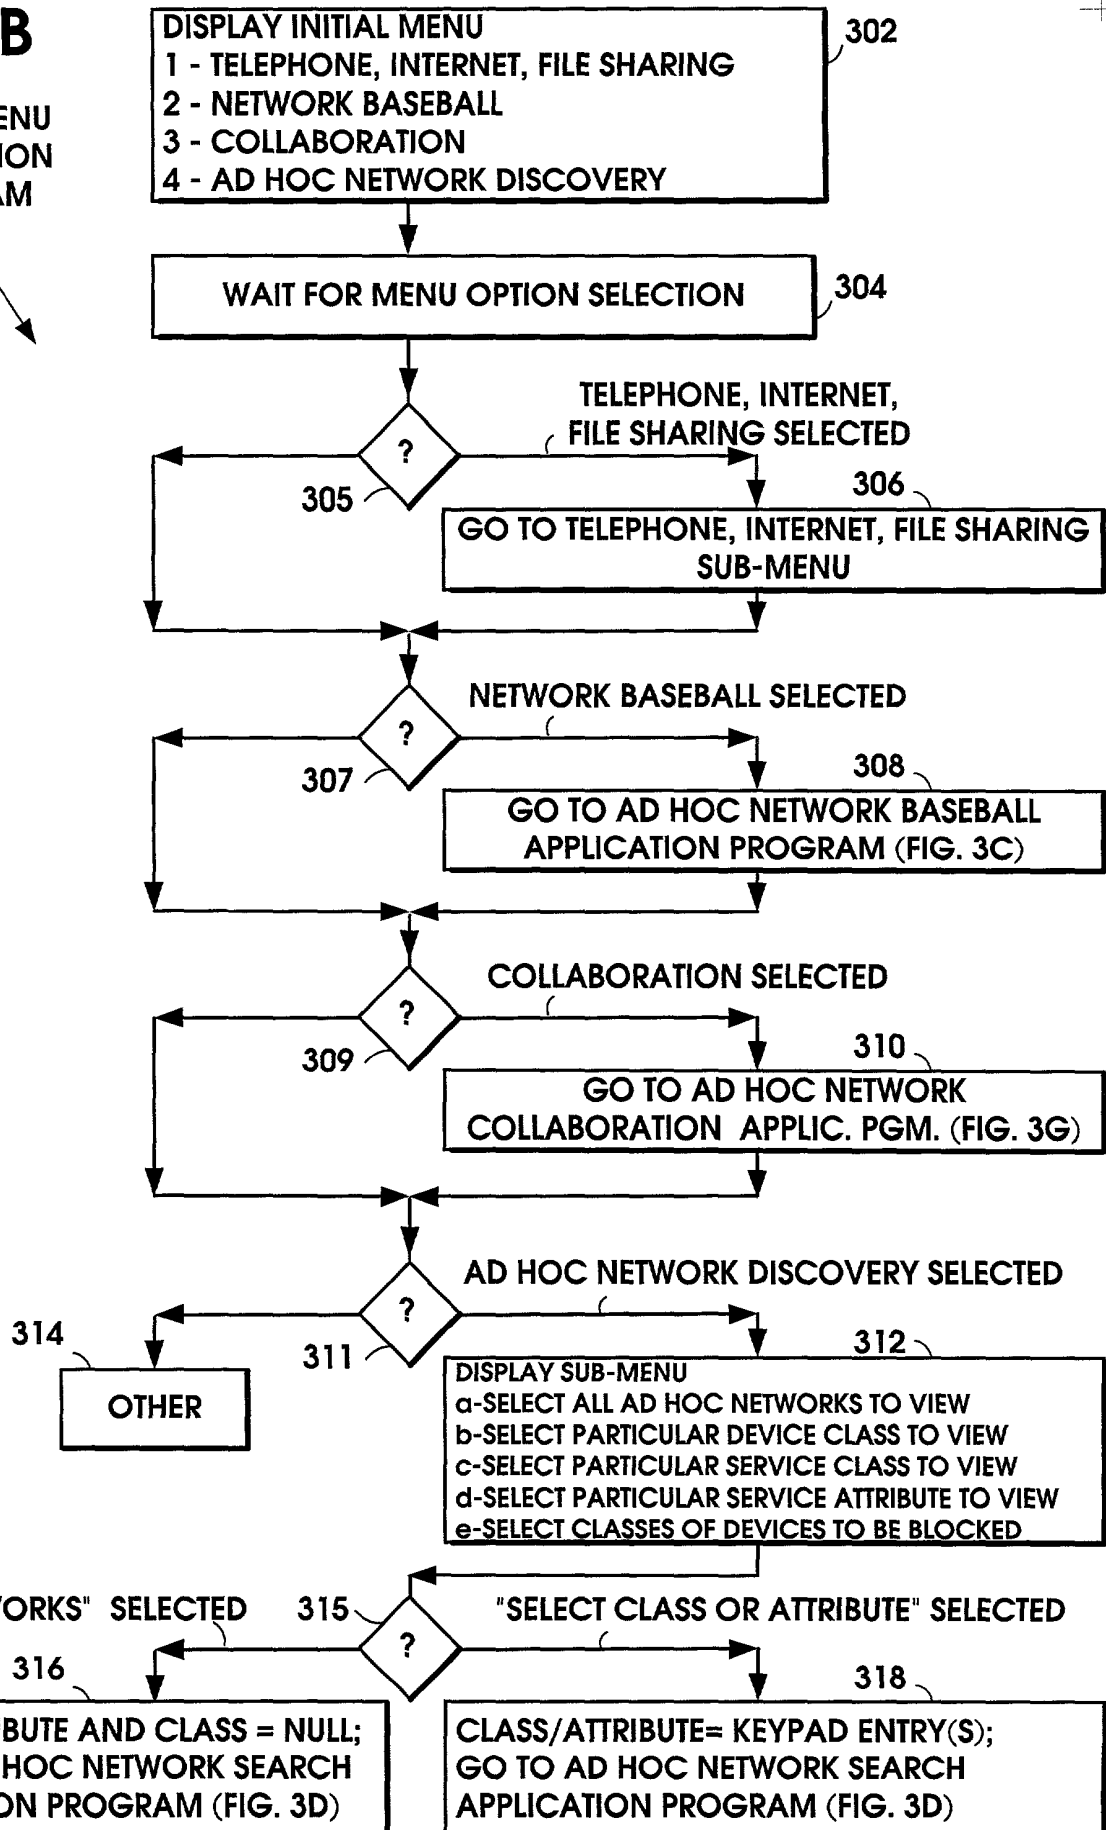 B
DISPLAY INITIAL MENU
1 - TELEPHONE, INTERNET, FILE SHARING
2 - NETWORK BASEBALL
3 - COLLABORATION
4 - AD HOC NETWORK DISCOVERY
302
ENU
ION
AM
WAIT FOR MENU OPTION SELECTION
304
TELEPHONE, INTERNET,
FILE SHARING SELECTED
?
305
306
GO TO TELEPHONE, INTERNET, FILE SHARING
SUB-MENU
NETWORK BASEBALL SELECTED
?
307
308
GO TO AD HOC NETWORK BASEBALL
APPLICATION PROGRAM (FIG. 3C)
COLLABORATION SELECTED
?
309
310
GO TO AD HOC NETWORK
COLLABORATION APPLIC. PGM. (FIG. 3G)
AD HOC NETWORK DISCOVERY SELECTED
?
311
314
OTHER
312
DISPLAY SUB-MENU
a-SELECT ALL AD HOC NETWORKS TO VIEW
b-SELECT PARTICULAR DEVICE CLASS TO VIEW
c-SELECT PARTICULAR SERVICE CLASS TO VIEW
d-SELECT PARTICULAR SERVICE ATTRIBUTE TO VIEW
e-SELECT CLASSES OF DEVICES TO BE BLOCKED
ORKS" SELECTED
315
"SELECT CLASS OR ATTRIBUTE" SELECTED
?
316
BUTE AND CLASS = NULL;
HOC NETWORK SEARCH
ON PROGRAM (FIG. 3D)
318
CLASS/ATTRIBUTE= KEYPAD ENTRY(S);
GO TO AD HOC NETWORK SEARCH
APPLICATION PROGRAM (FIG. 3D)